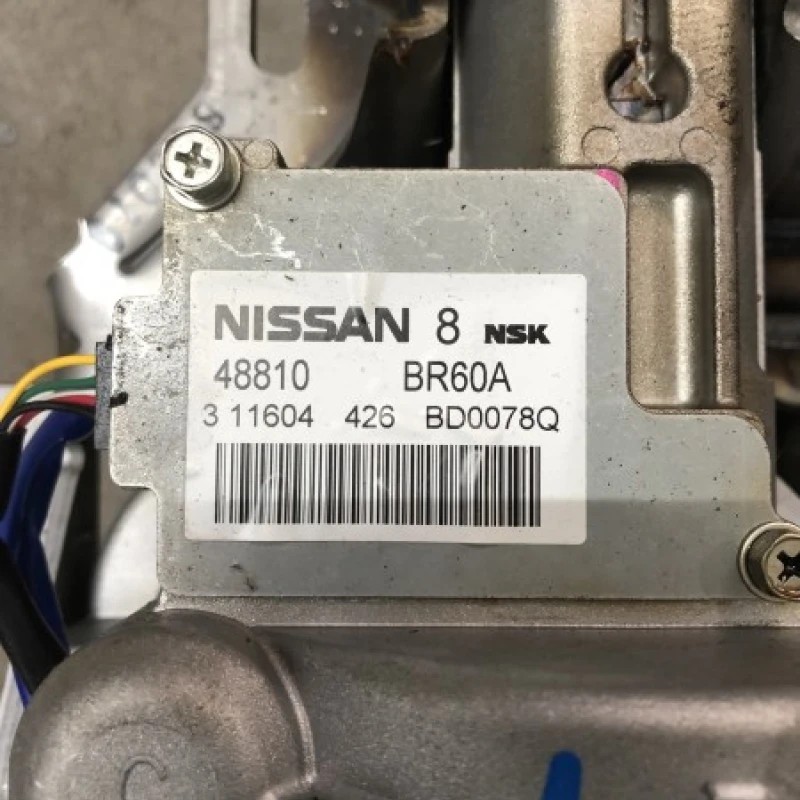 NISSAN 8 NSK
48810 BR60A
3 11604 426 BD0078Q
C